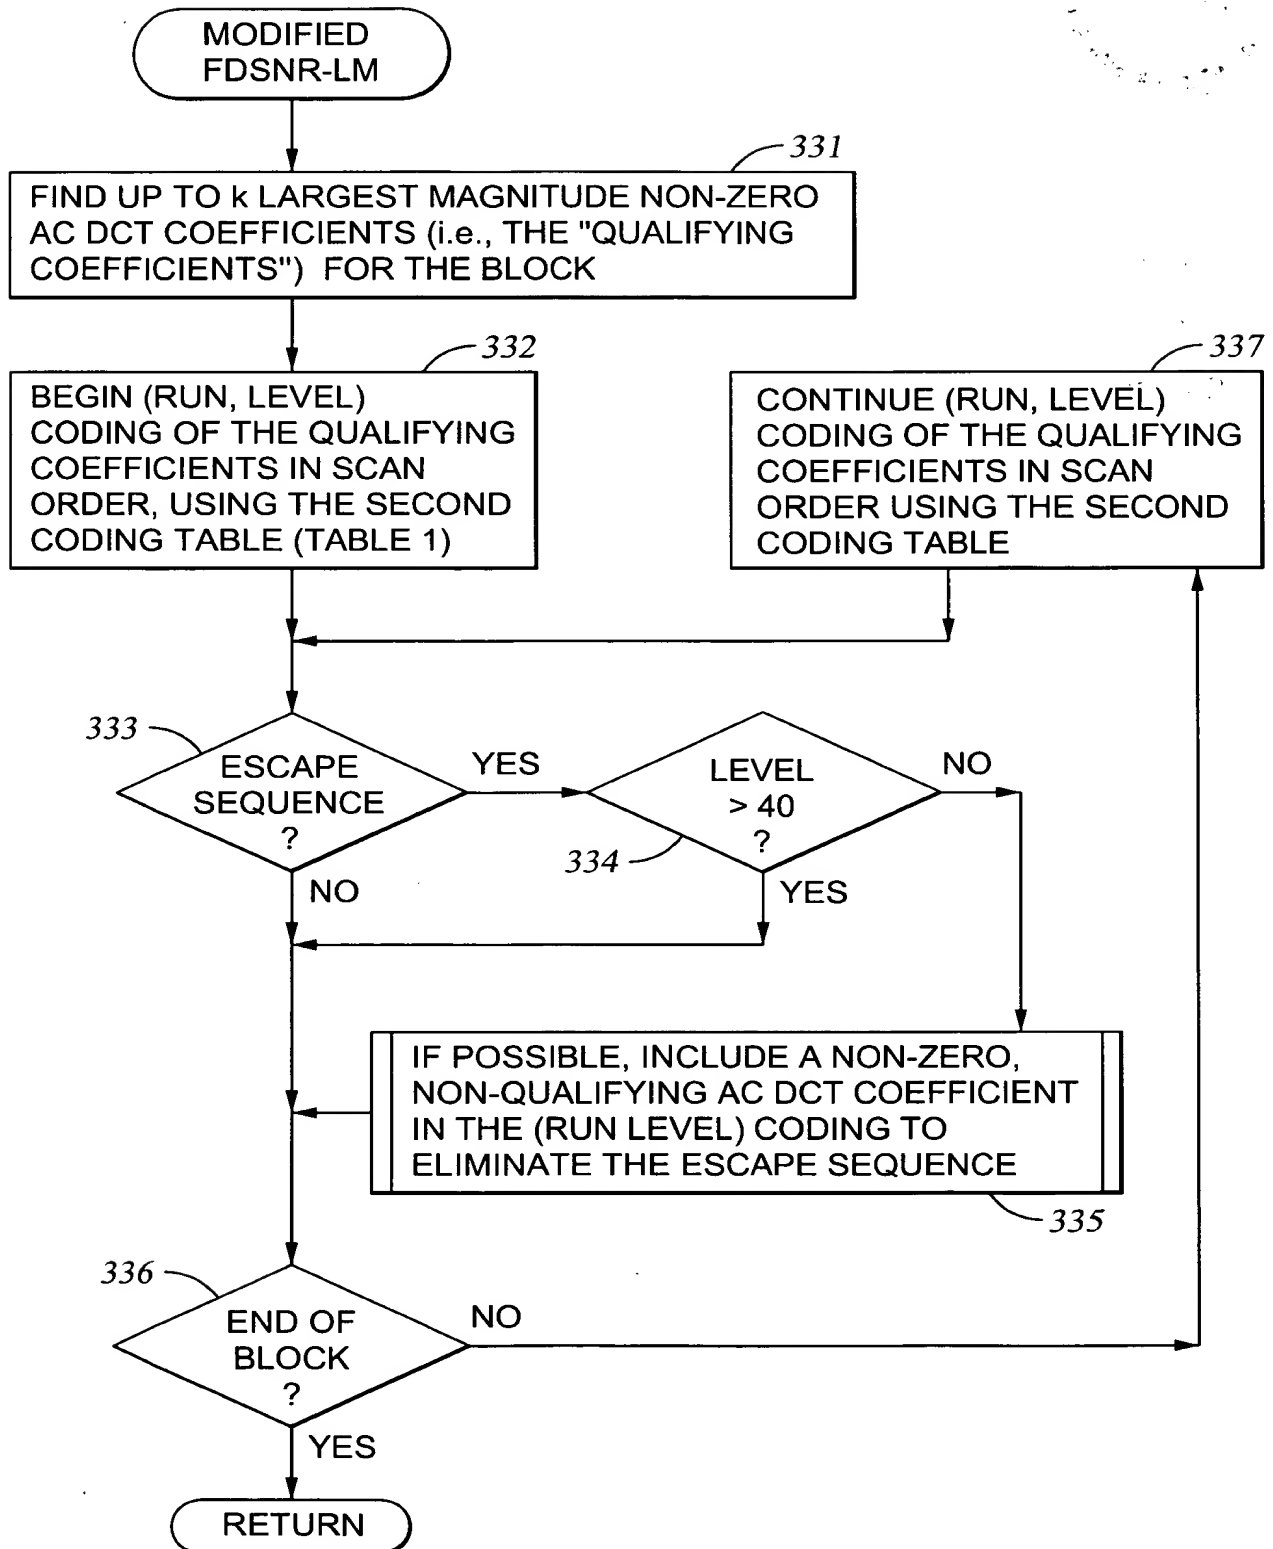 MODIFIED
FDSNR-LM
331
FIND UP TO k LARGEST MAGNITUDE NON-ZERO
AC DCT COEFFICIENTS (i.e., THE "QUALIFYING
COEFFICIENTS") FOR THE BLOCK
332
BEGIN (RUN, LEVEL)
CODING OF THE QUALIFYING
COEFFICIENTS IN SCAN
ORDER, USING THE SECOND
CODING TABLE (TABLE 1)
337
CONTINUE (RUN, LEVEL)
CODING OF THE QUALIFYING
COEFFICIENTS IN SCAN
ORDER USING THE SECOND
CODING TABLE
333
ESCAPE
SEQUENCE
?
YES
NO
334
LEVEL
> 40
?
NO
YES
IF POSSIBLE, INCLUDE A NON-ZERO,
NON-QUALIFYING AC DCT COEFFICIENT
IN THE (RUN LEVEL) CODING TO
ELIMINATE THE ESCAPE SEQUENCE
335
336
END OF
BLOCK
?
NO
YES
RETURN